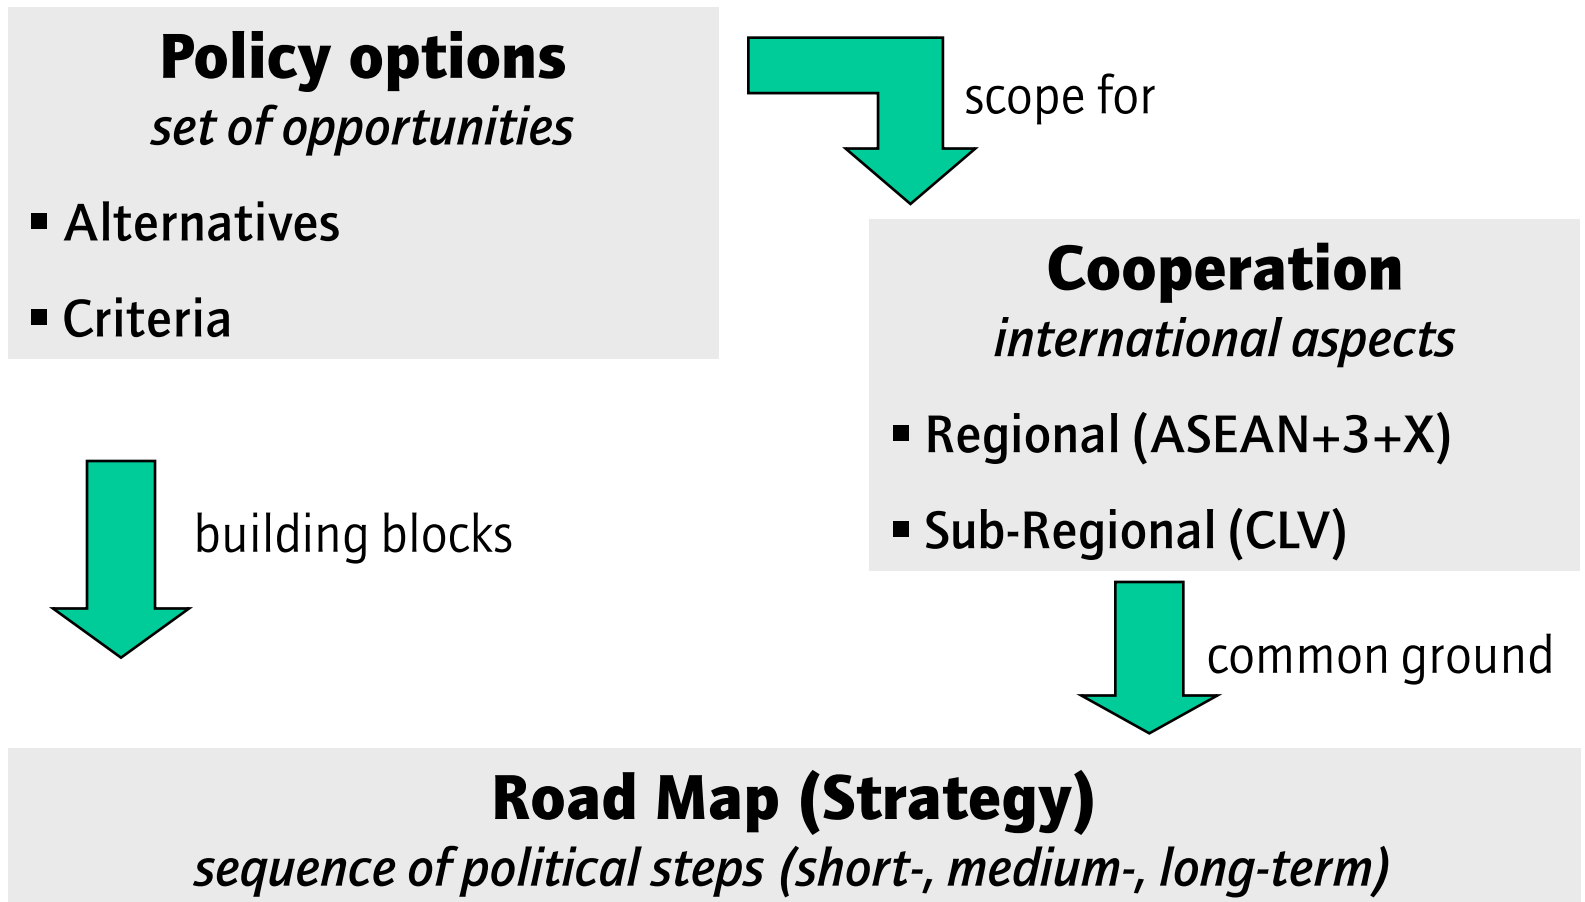 Policy options
set of opportunities
▪ Alternatives
▪ Criteria
scope for
Cooperation
international aspects
▪ Regional (ASEAN+3+X)
▪ Sub-Regional (CLV)
building blocks
common ground
Road Map (Strategy)
sequence of political steps (short-, medium-, long-term)